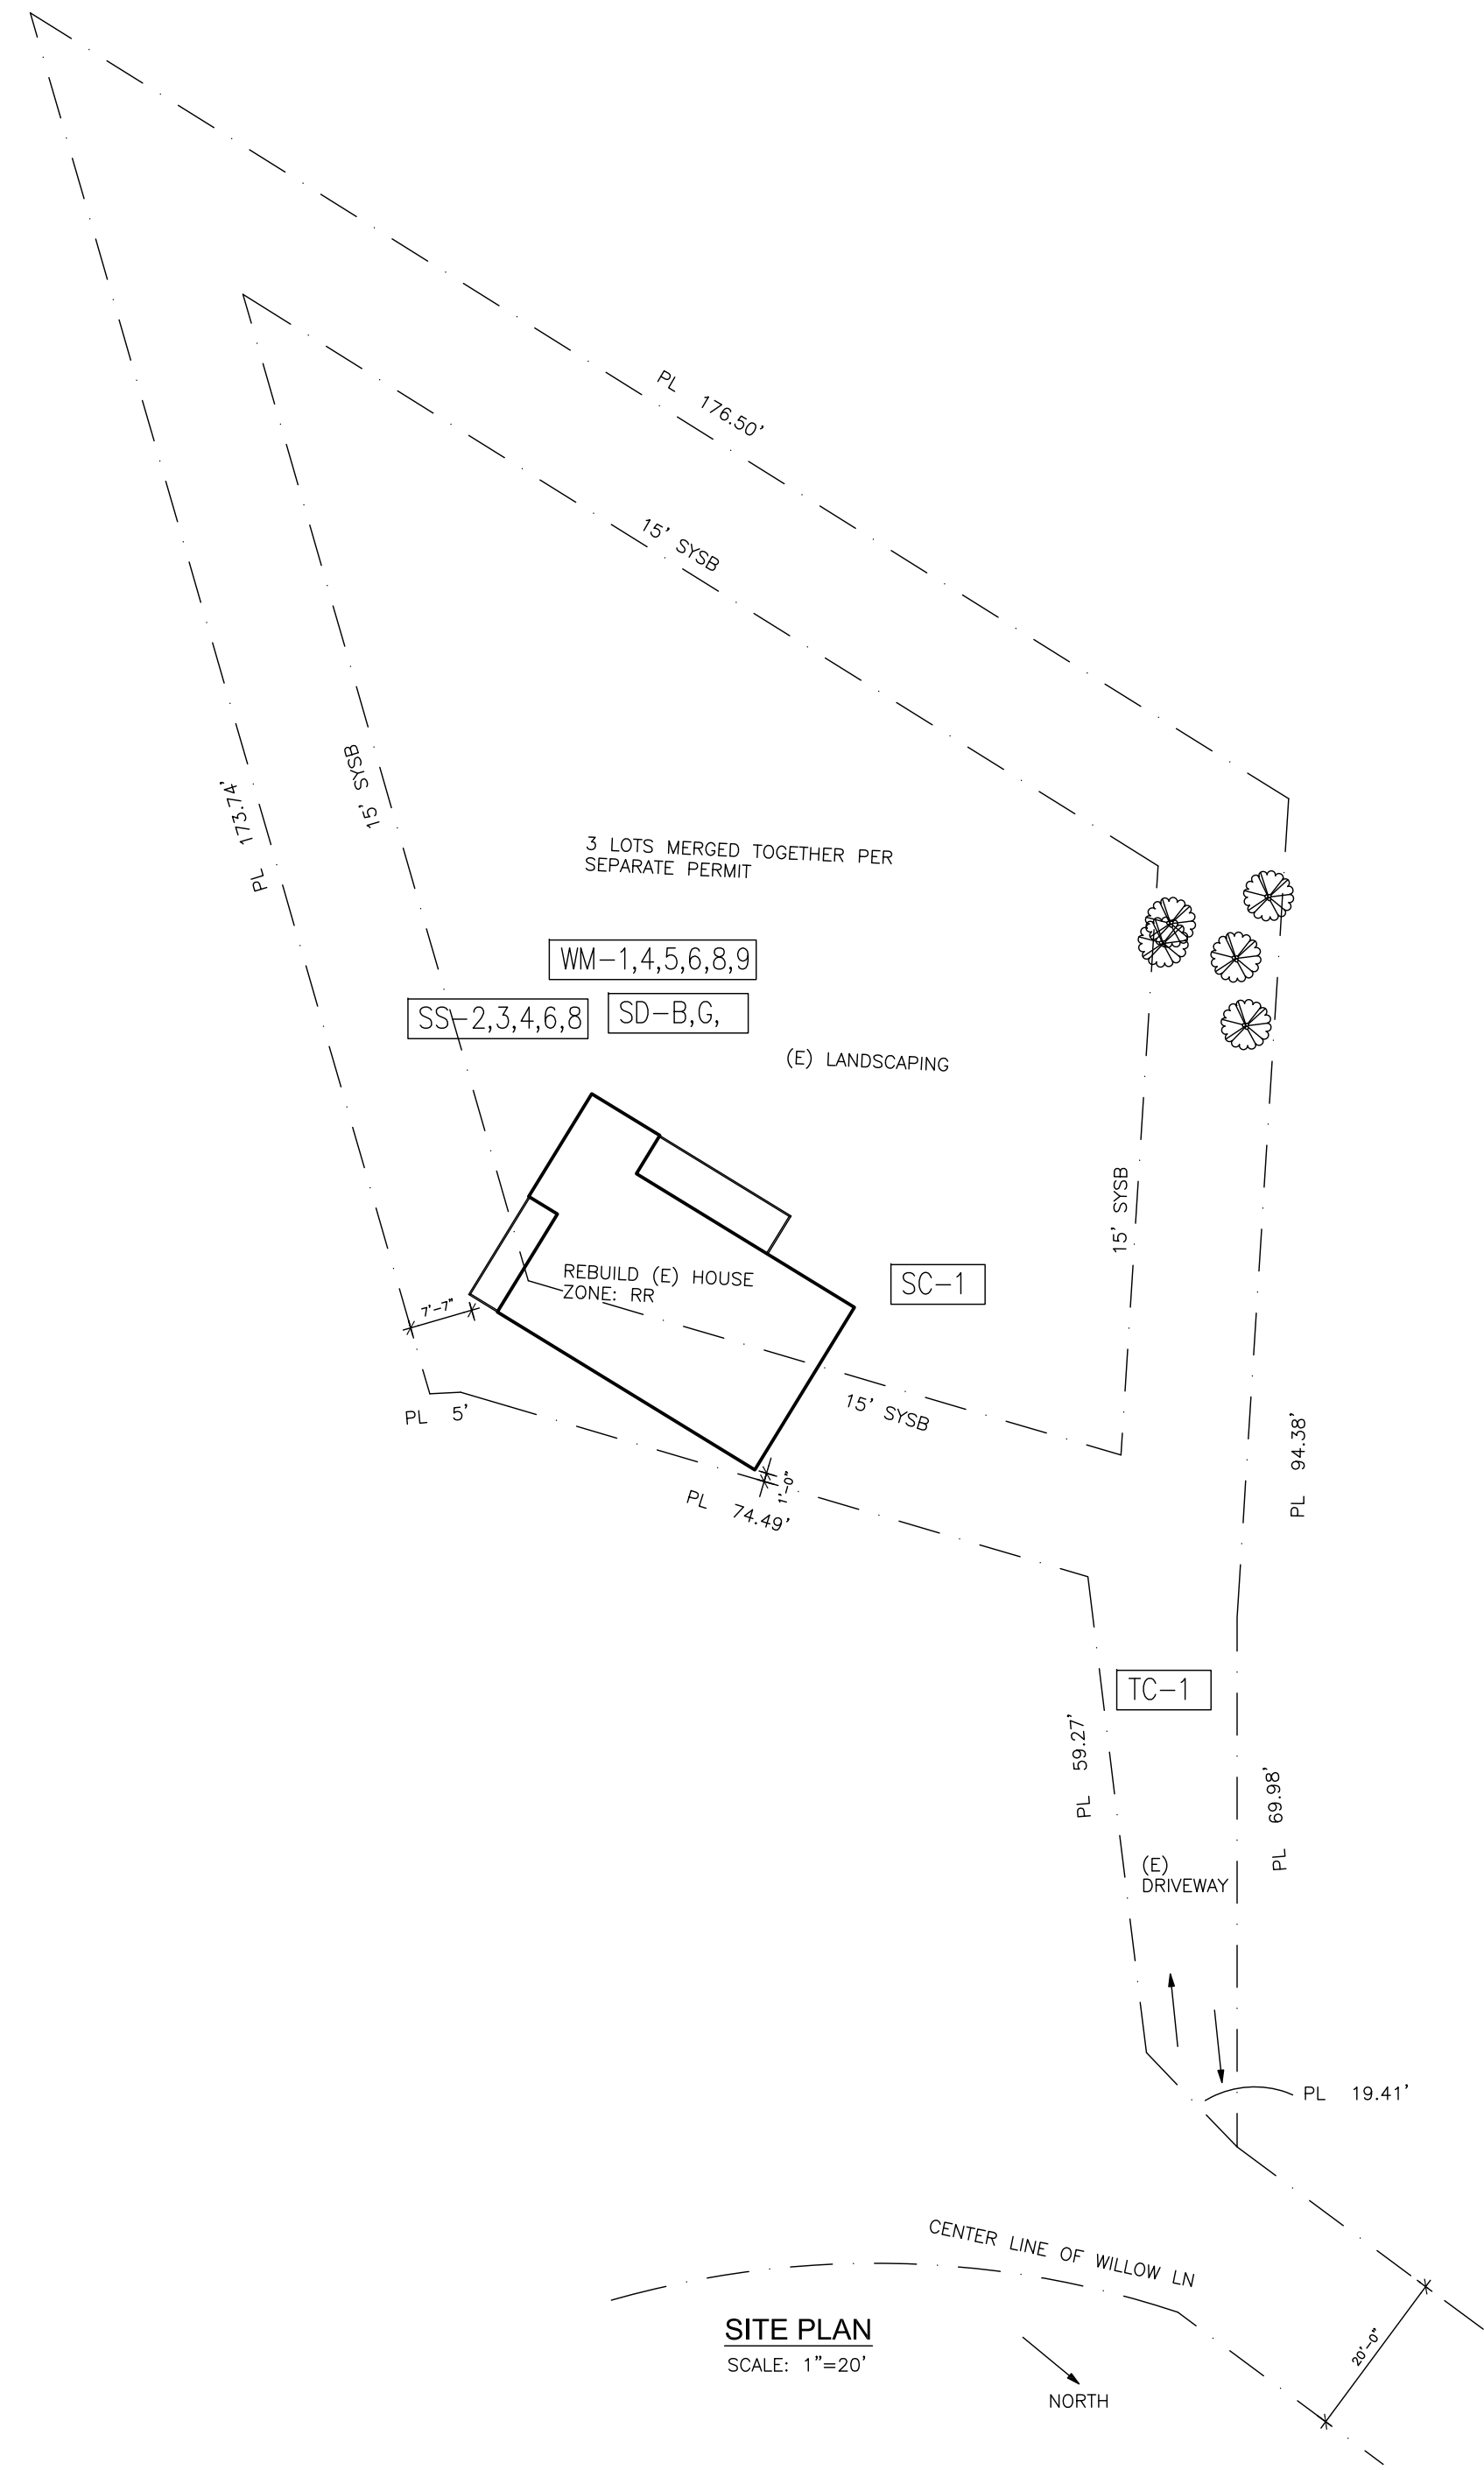 PL 176.50'
15' SYSB
PL 173.74'
15' SYSB
3 LOTS MERGED TOGETHER PER
SEPARATE PERMIT
WM-1,4,5,6,8,9
SS-2,3,4,6,8
SD-B,G,
(E) LANDSCAPING
15' SYSB
REBUILD (E) HOUSE
ZONE: RR
SC-1
7'-7"
15' SYSB
PL 5'
PL 94.38'
1'-0"
PL 74.49'
TC-1
PL 59.27'
PL 69.98'
(E)
DRIVEWAY
PL 19.41'
CENTER LINE OF WILLOW LN
SITE PLAN
SCALE: 1"=20'
20'-0"
NORTH